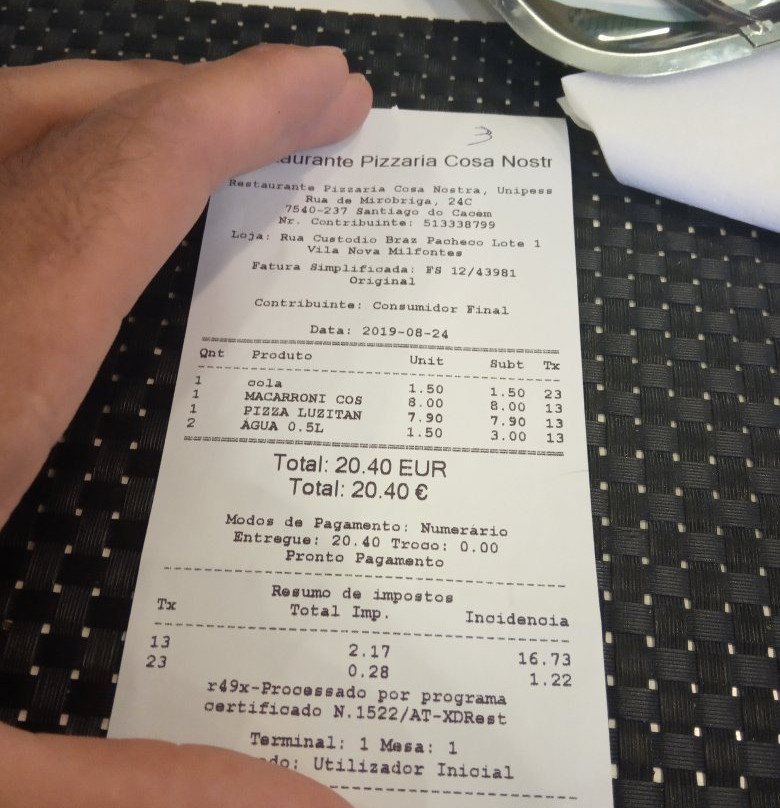 3
aurante Pizzaria Cosa Nostr
Restaurante Pizzaria Cosa Nostra, Unipess
Rua de Mirobriga, 24C
7540-237 Santiago do Cacém
Nr. Contribuinte: 513338799
Loja: Rua Custodio Braz Pacheco Lote 1
Vila Nova Milfontes
Fatura Simplificada: FS 12/43981
Original
Contribuinte: Consumidor Final
Data: 2019-08-24
Qnt Produto Unit Subt Tx
1 cola 1.50 1.50 23
1 MACARRONI COS 8.00 8.00 13
1 PIZZA LUZITAN 7.90 7.90 13
2 ÁGUA 0.5L 1.50 3.00 13
Total: 20.40 EUR
Total: 20.40 €
Modos de Pagamento: Numerário
Entregue: 20.40 Troco: 0.00
Pronto Pagamento
Resumo de impostos
Tx Total Imp. Incidencia
13 2.17 16.73
23 0.28 1.22
r49x-Processado por programa
certificado N.1522/AT-XDRest
Terminal: 1 Mesa: 1
do: Utilizador Inicial